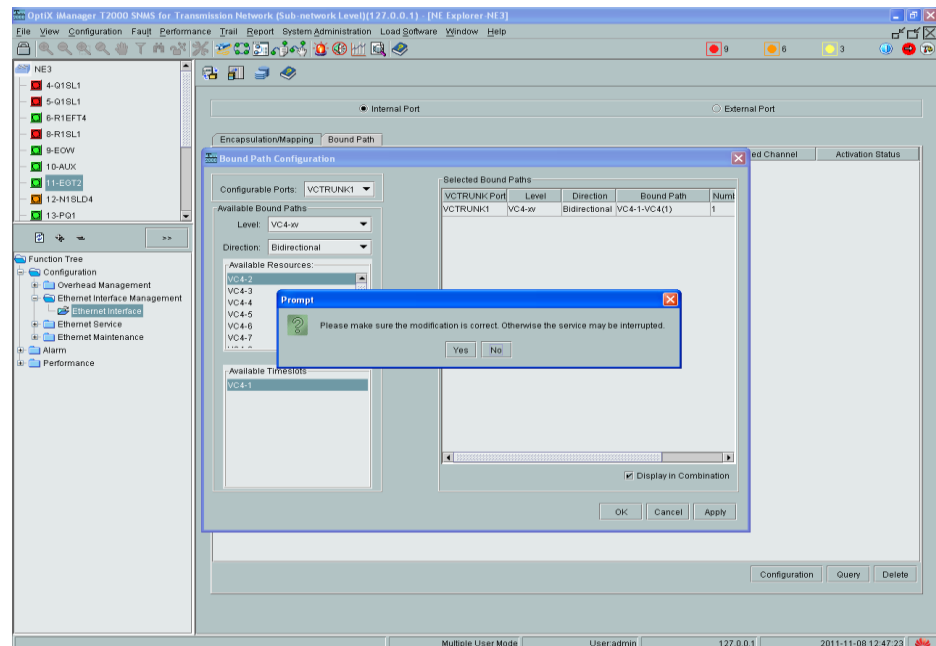 OptiX iManager T2000 SNMS for Transmission Network (Sub-network Level)(127.0.0.1) - [NE Explorer-NE3]
File View Configuration Fault Performance Trail Report System Administration Load Software Window Help
9 6 3
NE3
4-Q1SL1
5-Q1SL1
6-R1EFT4
8-R1SL1
9-EOW
10-AUX
11-EGT2
12-N1SLD4
13-PQ1
>>
Function Tree
Configuration
Overhead Management
Ethernet Interface Management
Ethernet Interface
Ethernet Service
Ethernet Maintenance
Alarm
Performance
Internal Port External Port
Encapsulation/Mapping Bound Path
ed Channel Activation Status
Bound Path Configuration
Configurable Ports: VCTRUNK1
Available Bound Paths
Level: VC4-xv
Direction: Bidirectional
Available Resources:
VC4-2
VC4-3
VC4-4
VC4-5
VC4-6
VC4-7
Available Timeslots
VC4-1
Selected Bound Paths
VCTRUNK Port Level Direction Bound Path Numb
VCTRUNK1 VC4-xv Bidirectional VC4-1-VC4(1) 1
Display in Combination
OK Cancel Apply
Prompt
Please make sure the modification is correct. Otherwise the service may be interrupted.
Yes No
Configuration Query Delete
Multiple User Mode User:admin 127.0.0.1 2011-11-08 12:47:23